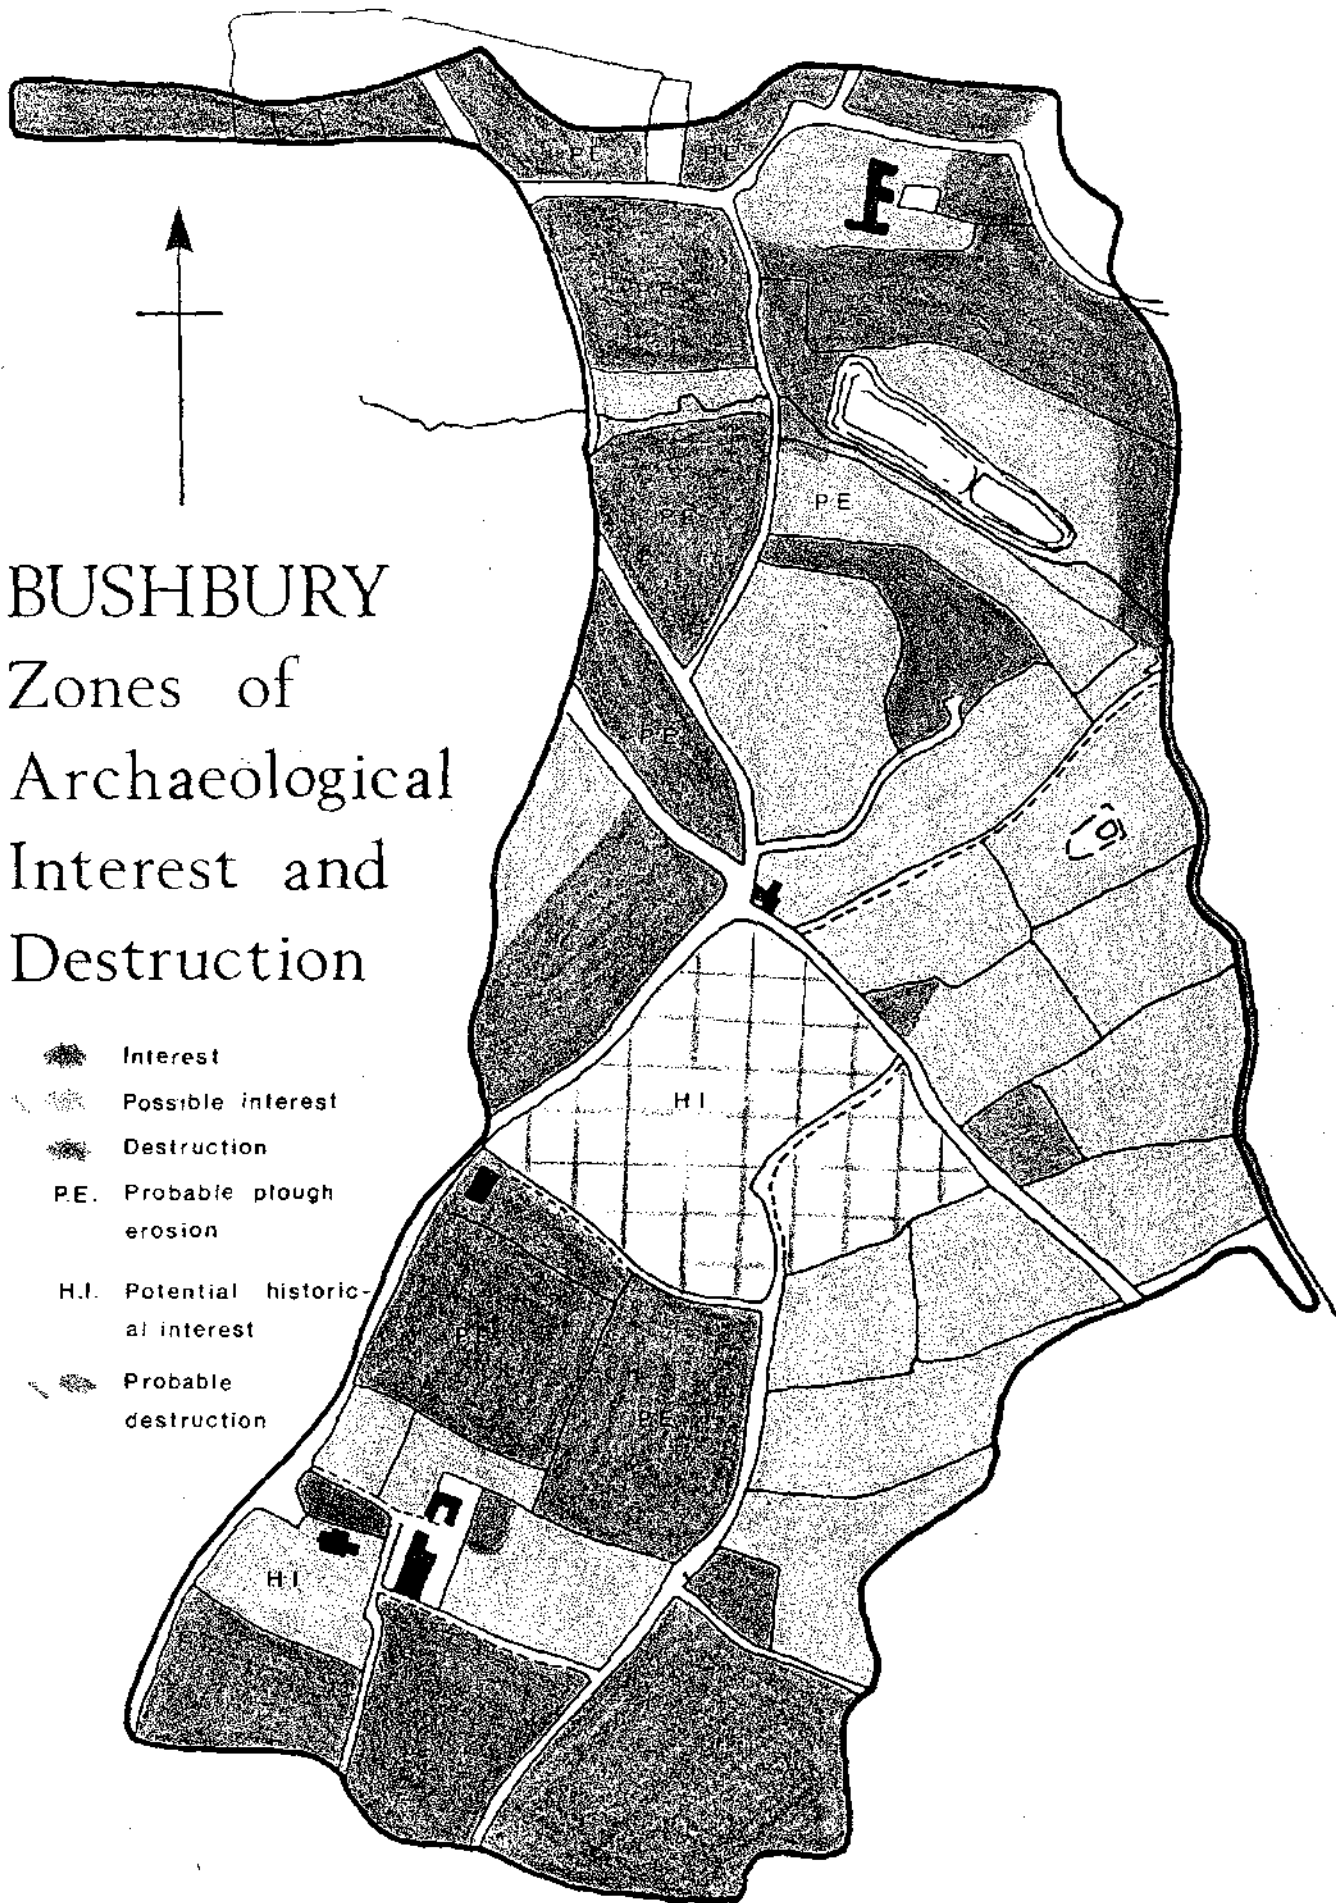 BUSHBURY
Zones of
Archaeological
Interest and
Destruction
Interest
Possible interest
Destruction
P.E. Probable plough
erosion
H.I. Potential historic-
al interest
Probable
destruction
P E
P E
P E
P E
P E
P E
H I
P E
P E
H I